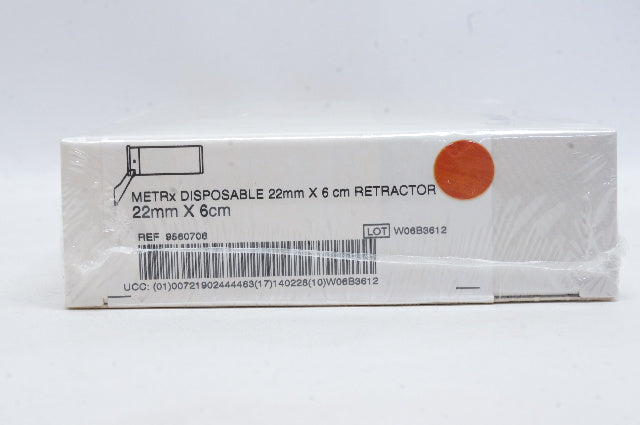 METRx DISPOSABLE 22mm X 6 cm RETRACTOR
22mm X 6cm
REF 9560706 LOT W06B3612
UCC: (01)00721902444463(17)140228(10)W06B3612